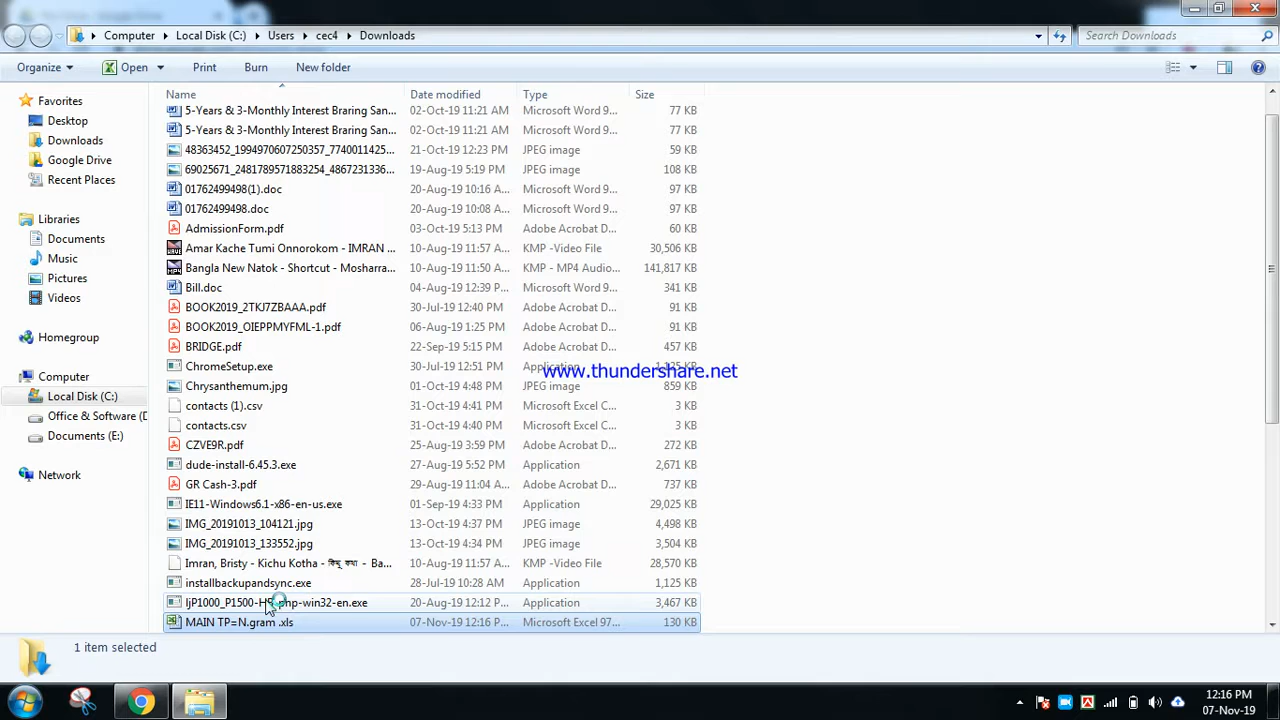 Computer Local Disk (C:) Users cec4 Downloads Search Downloads
Organize Open Print Burn New folder
Name Date modified Type Size
Favorites
Desktop
Downloads
Google Drive
Recent Places
Libraries
Documents
Music
Pictures
Videos
Homegroup
Computer
Local Disk (C:)
Office & Software (D
Documents (E:)
Network
5-Years & 3-Monthly Interest Braring San... 02-Oct-19 11:21 AM Microsoft Word 9... 77 KB
5-Years & 3-Monthly Interest Braring San... 02-Oct-19 11:21 AM Microsoft Word 9... 77 KB
48363452_1994970607250357_7740011425... 21-Oct-19 12:23 PM JPEG image 59 KB
69025671_2481789571883254_4867231336... 19-Aug-19 5:19 PM JPEG image 108 KB
01762499498(1).doc 20-Aug-19 10:16 A... Microsoft Word 9... 97 KB
01762499498.doc 20-Aug-19 10:08 A... Microsoft Word 9... 97 KB
AdmissionForm.pdf 03-Oct-19 5:13 PM Adobe Acrobat D... 60 KB
Amar Kache Tumi Onnorokom - IMRAN ... 10-Aug-19 11:57 A... KMP -Video File 30,506 KB
Bangla New Natok - Shortcut - Mosharra... 10-Aug-19 11:50 A... KMP - MP4 Audio... 141,817 KB
Bill.doc 04-Aug-19 12:39 P... Microsoft Word 9... 341 KB
BOOK2019_2TKJ7ZBAAA.pdf 30-Jul-19 12:40 PM Adobe Acrobat D... 91 KB
BOOK2019_OIEPPMYFML-1.pdf 06-Aug-19 1:25 PM Adobe Acrobat D... 91 KB
BRIDGE.pdf 22-Sep-19 5:15 PM Adobe Acrobat D... 457 KB
ChromeSetup.exe 30-Jul-19 12:51 PM Application KB
www.thundershare.net
Chrysanthemum.jpg 01-Oct-19 4:48 PM JPEG image 859 KB
contacts (1).csv 31-Oct-19 4:41 PM Microsoft Excel C... 3 KB
contacts.csv 31-Oct-19 4:40 PM Microsoft Excel C... 3 KB
CZVE9R.pdf 25-Aug-19 3:59 PM Adobe Acrobat D... 272 KB
dude-install-6.45.3.exe 27-Aug-19 5:52 PM Application 2,671 KB
GR Cash-3.pdf 29-Aug-19 11:04 A... Adobe Acrobat D... 737 KB
IE11-Windows6.1-x86-en-us.exe 01-Sep-19 4:33 PM Application 29,025 KB
IMG_20191013_104121.jpg 13-Oct-19 4:37 PM JPEG image 4,498 KB
IMG_20191013_133552.jpg 13-Oct-19 4:34 PM JPEG image 3,504 KB
Imran, Bristy - Kichu Kotha - কিছু কথা - Ba... 10-Aug-19 11:57 A... KMP -Video File 28,570 KB
installbackupandsync.exe 28-Jul-19 10:28 AM Application 1,125 KB
20-Aug-19 12:12 P... Application 3,467 KB
MAIN TP=N.gram .xls 07-Nov-19 12:16 P... Microsoft Excel 97... 130 KB
1 item selected
12:16 PM
07-Nov-19